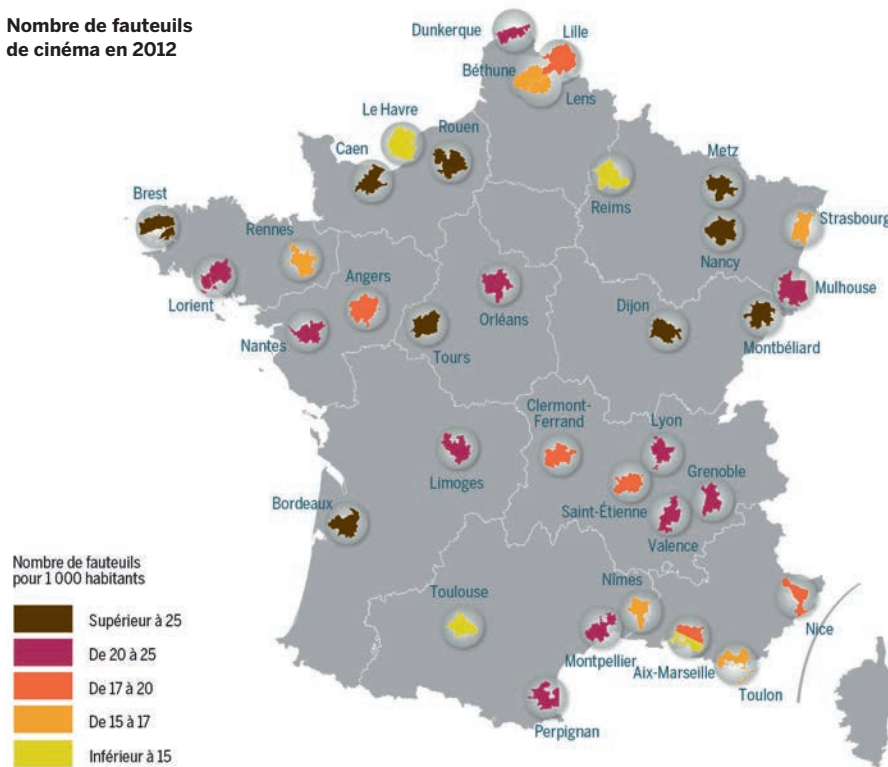 Nombre de fauteuils
de cinéma en 2012
Dunkerque
Lille
Béthune
Lens
Le Havre
Rouen
Caen
Metz
Reims
Brest
Strasbourg
Rennes
Nancy
Angers
Mulhouse
Lorient
Orléans
Dijon
Nantes
Tours
Montbéliard
Clermont-
Ferrand
Lyon
Grenoble
Limoges
Saint-Étienne
Bordeaux
Valence
Nombre de fauteuils
pour 1 000 habitants
Nîmes
Toulouse
Supérieur à 25
Nice
De 20 à 25
Montpellier
Aix-Marseille
De 17 à 20
Toulon
De 15 à 17
Perpignan
Inférieur à 15